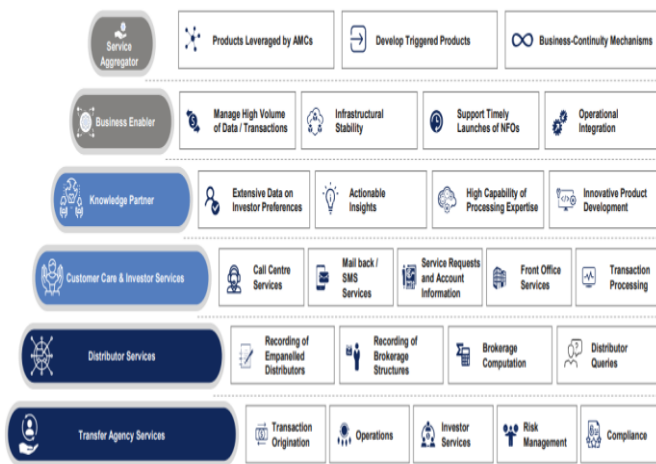 Service
Aggregator
Products Leveraged by AMCs
Develop Triggered Products
Business-Continuity Mechanisms
Business Enabler
Manage High Volume
of Data / Transactions
Infrastructural
Stability
Support Timely
Launches of NFOs
Operational
Integration
Knowledge Partner
Extensive Data on
Investor Preferences
Actionable
Insights
High Capability of
Processing Expertise
Innovative Product
Development
Customer Care & Investor Services
Call Centre
Services
Mail back /
SMS
Services
Service Requests
and Account
Information
Front Office
Services
Transaction
Processing
Distributor Services
Recording of
Empanelled
Distributors
Recording of
Brokerage
Structures
Brokerage
Computation
Distributor
Queries
Transfer Agency Services
Transaction
Origination
Operations
Investor
Services
Risk
Management
Compliance